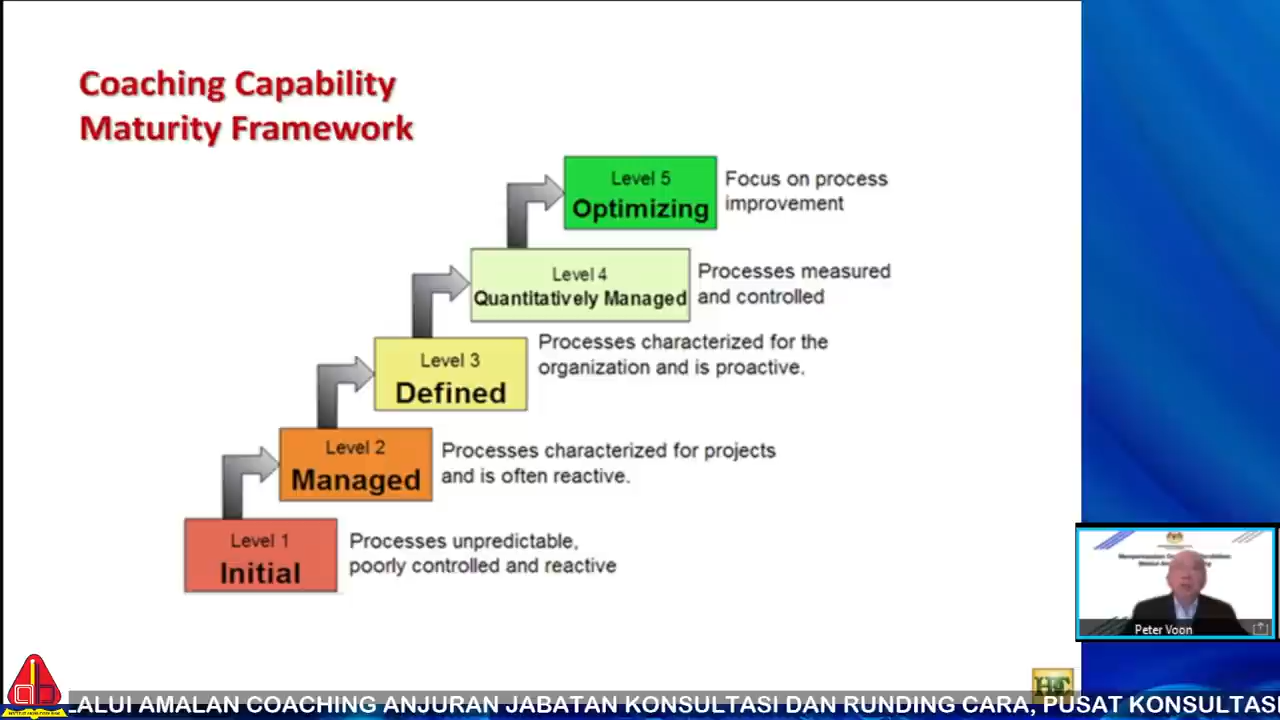 Coaching Capability
Maturity Framework
Level 5
Optimizing
Focus on process
improvement
Level 4
Quantitatively Managed
Processes measured
and controlled
Level 3
Defined
Processes characterized for the
organization and is proactive.
Level 2
Managed
Processes characterized for projects
and is often reactive.
Level 1
Initial
Processes unpredictable,
poorly controlled and reactive
Peter Voon
LALUI AMALAN COACHING ANJURAN JABATAN KONSULTASI DAN RUNDING CARA, PUSAT KONSULTASI